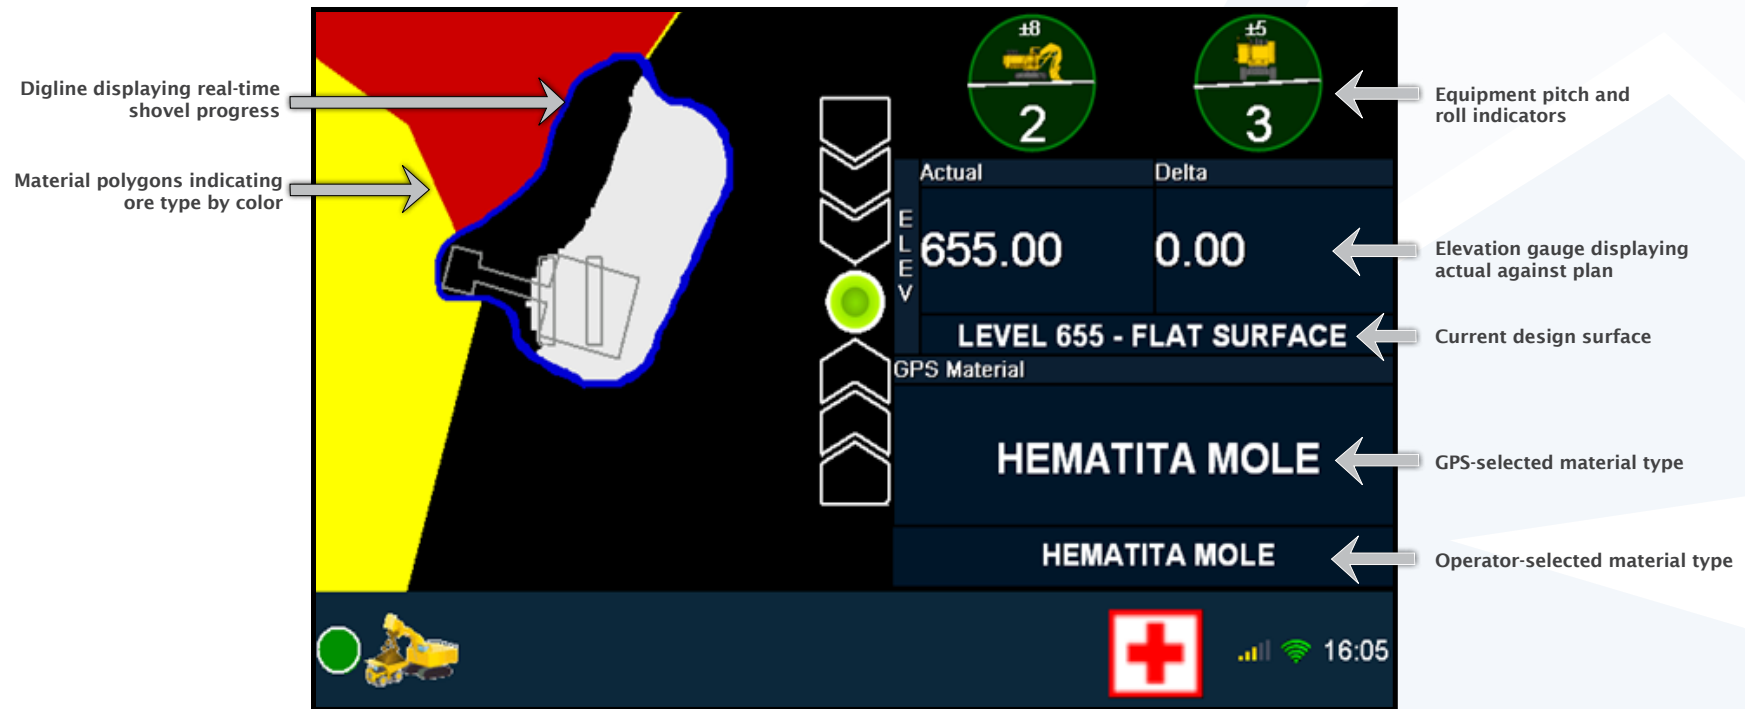 Digline displaying real-time
shovel progress
Material polygons indicating
ore type by color
±8
2
±5
3
Equipment pitch and
roll indicators
Actual
Delta
ELEV
655.00
0.00
Elevation gauge displaying
actual against plan
LEVEL 655 - FLAT SURFACE
Current design surface
GPS Material
HEMATITA MOLE
GPS-selected material type
HEMATITA MOLE
Operator-selected material type
16:05